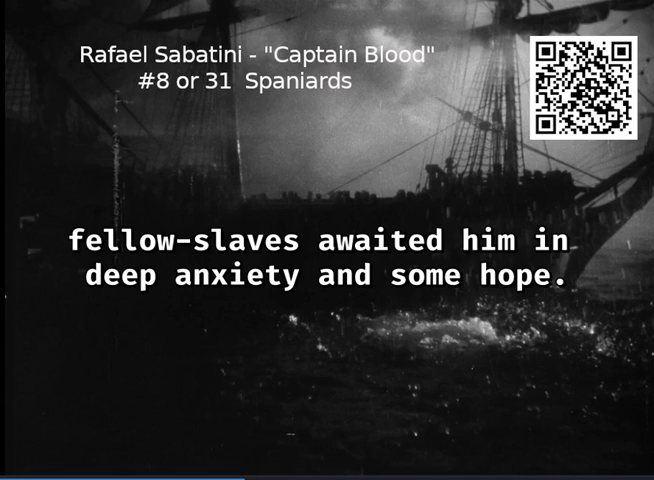 Rafael Sabatini - "Captain Blood"
#8 or 31  Spaniards
fellow-slaves awaited him in
deep anxiety and some hope.